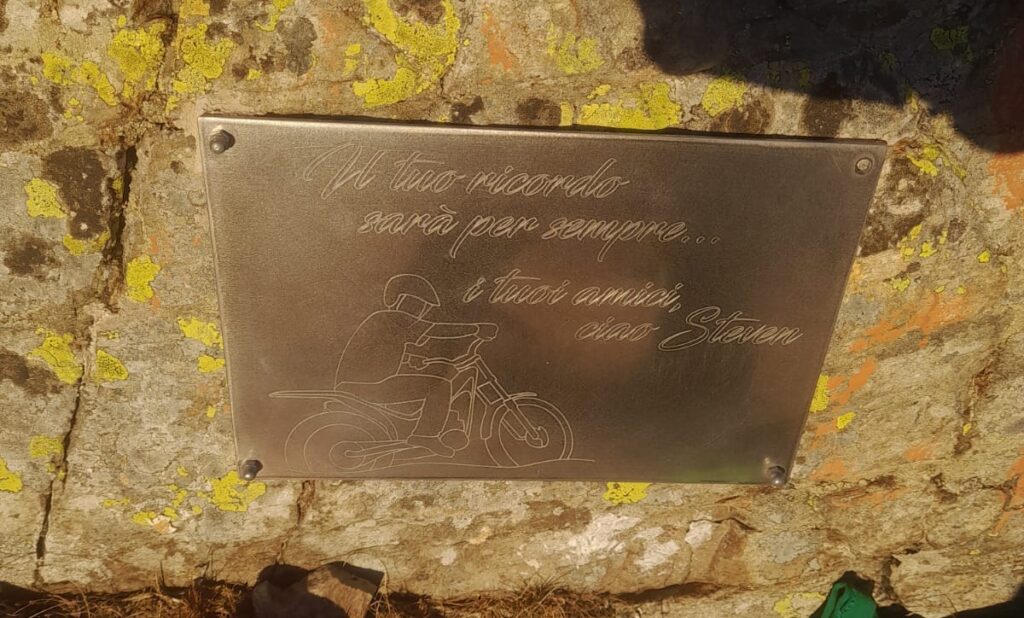 Il tuo ricordo
sarà per sempre...
i tuoi amici,
ciao Steven